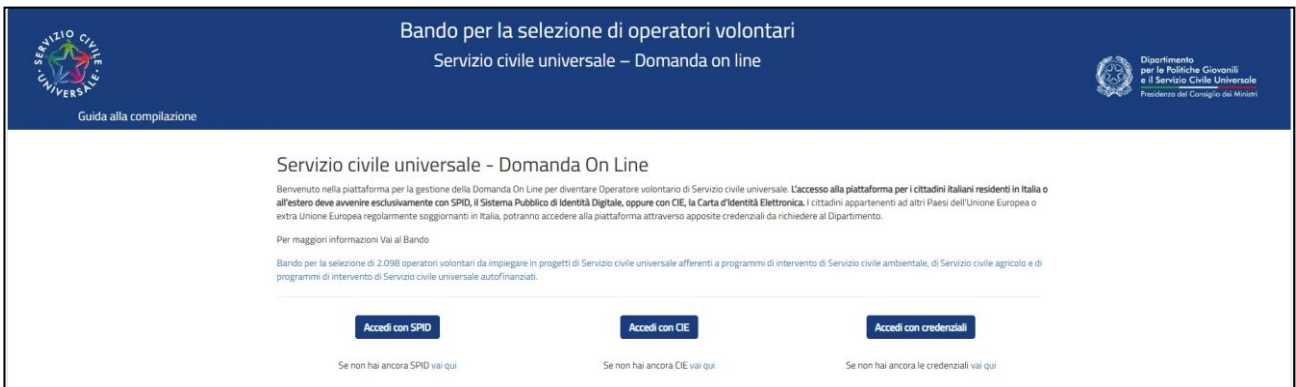 SERVIZIO CIVILE UNIVERSALE
Bando per la selezione di operatori volontari
Servizio civile universale – Domanda on line
Dipartimento
per le Politiche Giovanili
e il Servizio Civile Universale
Presidenza del Consiglio dei Ministri
Guida alla compilazione
Servizio civile universale - Domanda On Line
Benvenuto nella piattaforma per la gestione della Domanda On Line per diventare Operatore volontario di Servizio civile universale. L'accesso alla piattaforma per i cittadini italiani residenti in Italia o
all'estero deve avvenire esclusivamente con SPID, il Sistema Pubblico di Identità Digitale, oppure con CIE, la Carta d'Identità Elettronica. I cittadini appartenenti ad altri Paesi dell'Unione Europea o
extra Unione Europea regolarmente soggiornanti in Italia, potranno accedere alla piattaforma attraverso apposite credenziali da richiedere al Dipartimento.
Per maggiori informazioni Vai al Bando
Bando per la selezione di 2.098 operatori volontari da impiegare in progetti di Servizio civile universale afferenti a programmi di intervento di Servizio civile ambientale, di Servizio civile agricolo e di
programmi di intervento di Servizio civile universale autofinanziati.
Accedi con SPID
Accedi con CIE
Accedi con credenziali
Se non hai ancora SPID vai qui
Se non hai ancora CIE vai qui
Se non hai ancora le credenziali vai qui